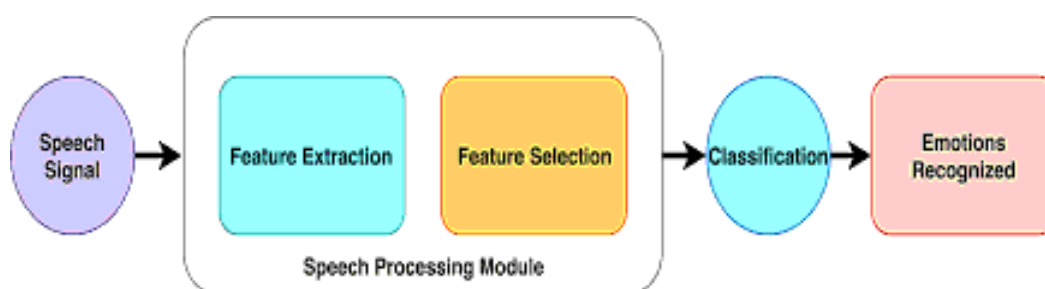 Speech
Signal
Feature Extraction
Feature Selection
Speech Processing Module
Classification
Emotions
Recognized